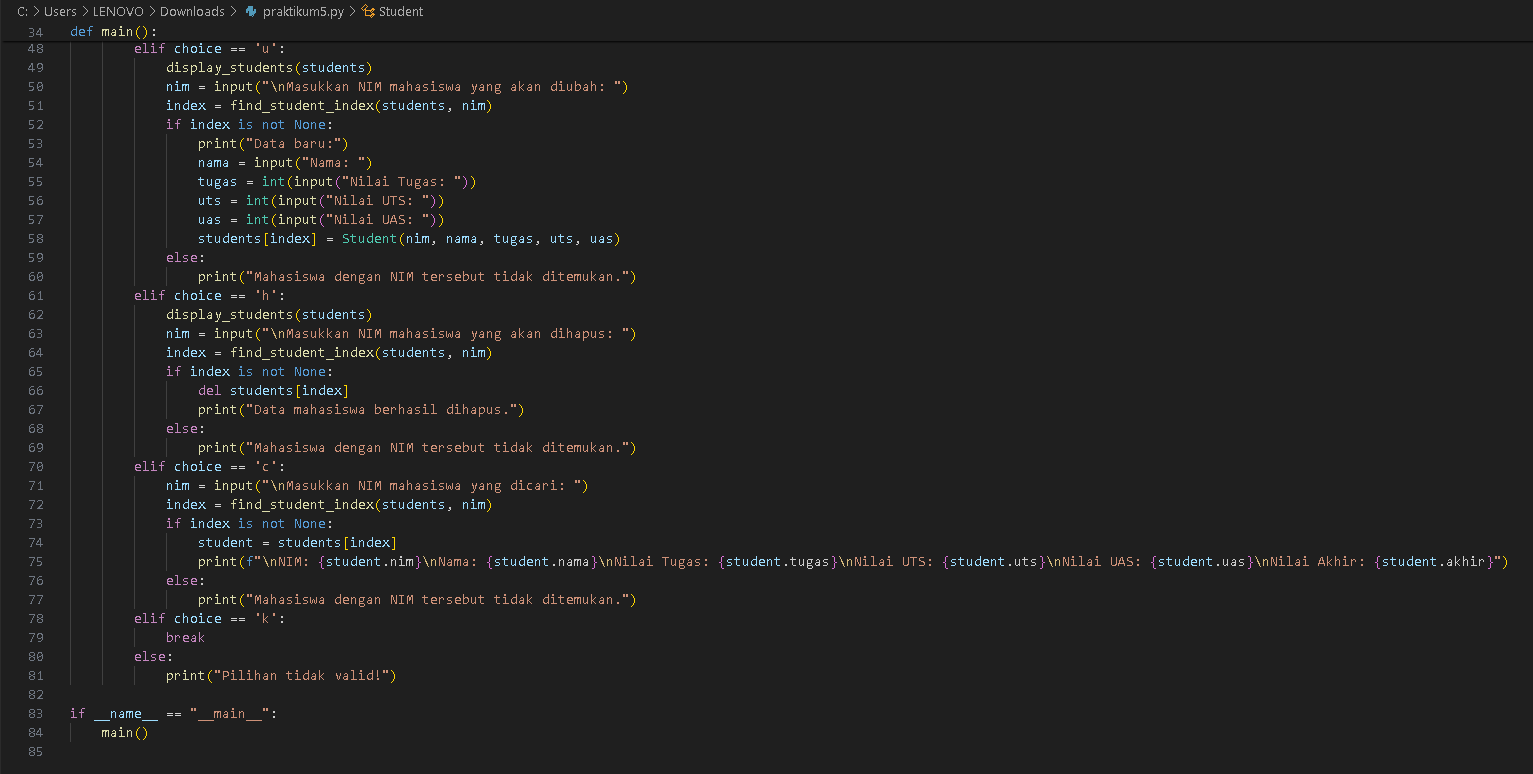 C: > Users > LENOVO > Downloads > praktikum5.py > Student
34 def main():
48         elif choice == 'u':
49             display_students(students)
50             nim = input("\nMasukkan NIM mahasiswa yang akan diubah: ")
51             index = find_student_index(students, nim)
52             if index is not None:
53                 print("Data baru:")
54                 nama = input("Nama: ")
55                 tugas = int(input("Nilai Tugas: "))
56                 uts = int(input("Nilai UTS: "))
57                 uas = int(input("Nilai UAS: "))
58                 students[index] = Student(nim, nama, tugas, uts, uas)
59             else:
60                 print("Mahasiswa dengan NIM tersebut tidak ditemukan.")
61         elif choice == 'h':
62             display_students(students)
63             nim = input("\nMasukkan NIM mahasiswa yang akan dihapus: ")
64             index = find_student_index(students, nim)
65             if index is not None:
66                 del students[index]
67                 print("Data mahasiswa berhasil dihapus.")
68             else:
69                 print("Mahasiswa dengan NIM tersebut tidak ditemukan.")
70         elif choice == 'c':
71             nim = input("\nMasukkan NIM mahasiswa yang dicari: ")
72             index = find_student_index(students, nim)
73             if index is not None:
74                 student = students[index]
75                 print(f"\nNIM: {student.nim}\nNama: {student.nama}\nNilai Tugas: {student.tugas}\nNilai UTS: {student.uts}\nNilai UAS: {student.uas}\nNilai Akhir: {student.akhir}")
76             else:
77                 print("Mahasiswa dengan NIM tersebut tidak ditemukan.")
78         elif choice == 'k':
79             break
80         else:
81             print("Pilihan tidak valid!")
82
83 if __name__ == "__main__":
84     main()
85